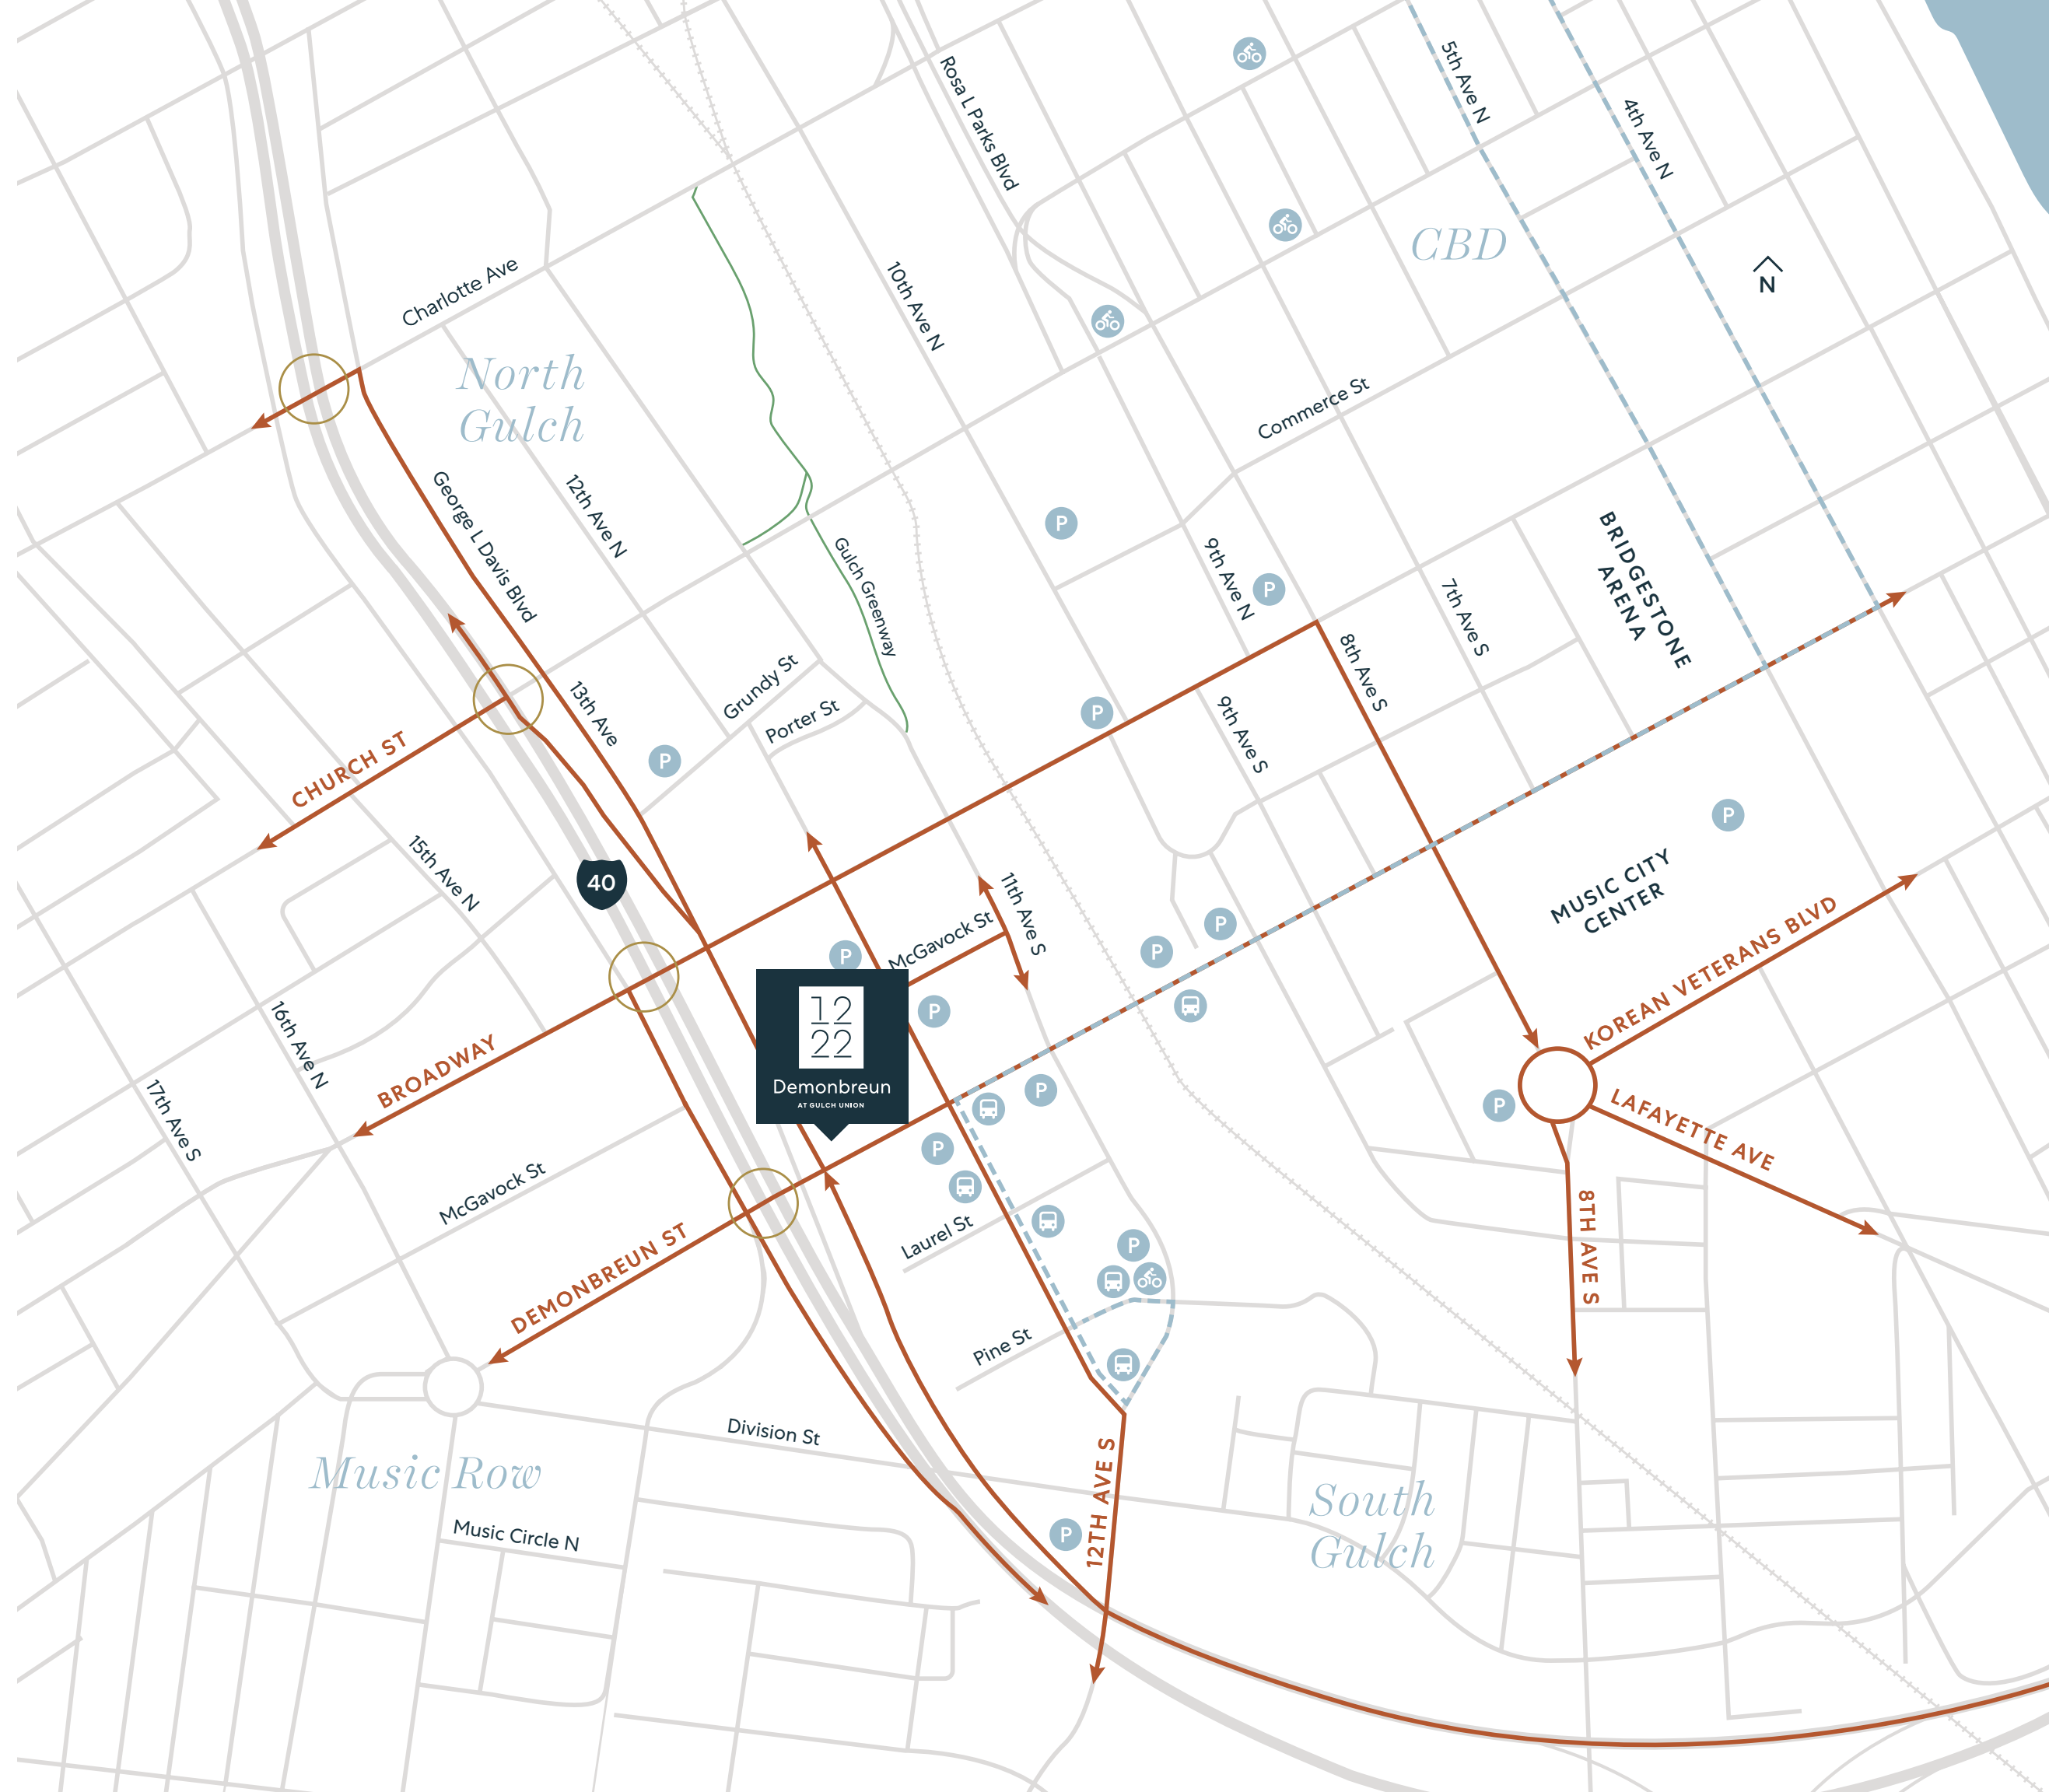 5th Ave N
4th Ave N
Rosa L Parks Blvd
CBD
N
10th Ave N
Charlotte Ave
North
Gulch
Commerce St
George L Davis Blvd
12th Ave N
Gulch Greenway
P
9th Ave N
P
7th Ave S
BRIDGESTONE
ARENA
8th Ave S
Grundy St
Porter St
13th Ave
P
9th Ave S
CHURCH ST
P
P
15th Ave N
40
MUSIC CITY
CENTER
11th Ave S
McGavock St
P
P
P
KOREAN VETERANS BLVD
12
22
Demonbreun
AT GULCH UNION
P
16th Ave N
BROADWAY
17th Ave S
P
P
LAFAYETTE AVE
P
McGavock St
8TH AVE S
Laurel St
DEMONBREUN ST
P
Pine St
Division St
Music Row
12TH AVE S
South
Gulch
Music Circle N
P